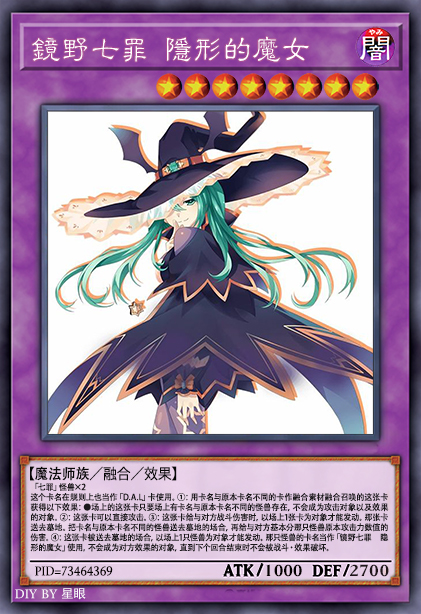 鏡野七罪 隱形的魔女
やみ
闇
【魔法师族／融合／效果】
「七罪」怪兽×2
这个卡名在规则上也当作「D.A.L」卡使用。①：用卡名与原本卡名不同的卡作融合素材融合召唤的这张卡
获得以下效果：●场上的这张卡只要场上有卡名与原本卡名不同的怪兽存在，不会成为攻击对象以及效果
的对象。②：这张卡可以直接攻击。③：这张卡给与对方战斗伤害时，以场上1张卡为对象才能发动。那张卡
送去墓地。把卡名与原本卡名不同的怪兽送去墓地的场合，再给与对方基本分那只怪兽原本攻击力数值的
伤害。④：这张卡被送去墓地的场合，以场上1只怪兽为对象才能发动。那只怪兽的卡名当作「鏡野七罪　隱
形的魔女」使用，不会成为对方效果的对象，直到下个回合结束时不会被战斗·效果破坏。
PID=73464369
ATK/1000 DEF/2700
DIY BY 星眼